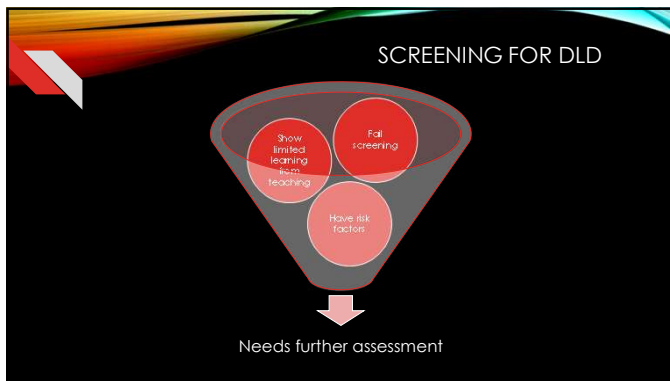 SCREENING FOR DLD
Show
limited
learning
from
teaching
Fail
screening
Have risk
factors
Needs further assessment